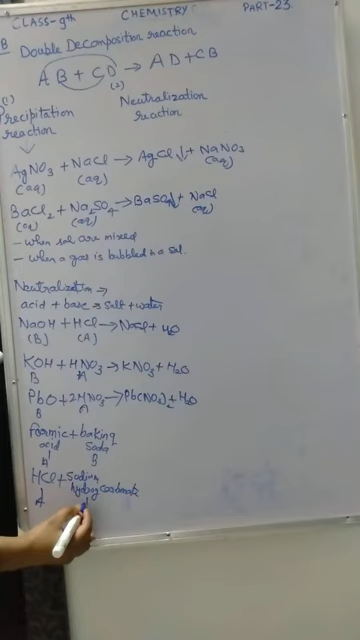 CLASS-9th CHEMISTRY PART-23
B Double Decomposition reaction
AB + CD → AD + CB
(1) (2)
Precipitation Neutralization
reaction reaction
AgNO₃ + NaCl → AgCl↓ + NaNO₃
(aq) (aq) (aq)
BaCl₂ + Na₂SO₄ → BaSO₄↓ + NaCl
(aq) (aq) (aq)
- when sol are mixed
- when a gas is bubbled in a sol.
Neutralization ⇒
acid + base → salt + water
NaOH + HCl → NaCl + H₂O
(B) (A)
KOH + HNO₃ → KNO₃ + H₂O
B A
PbO + 2HNO₃ → Pb(NO₃)₂ + H₂O
B A
formic + baking
acid soda
A B
HCl + Sodium
hydrogen carbonate
A